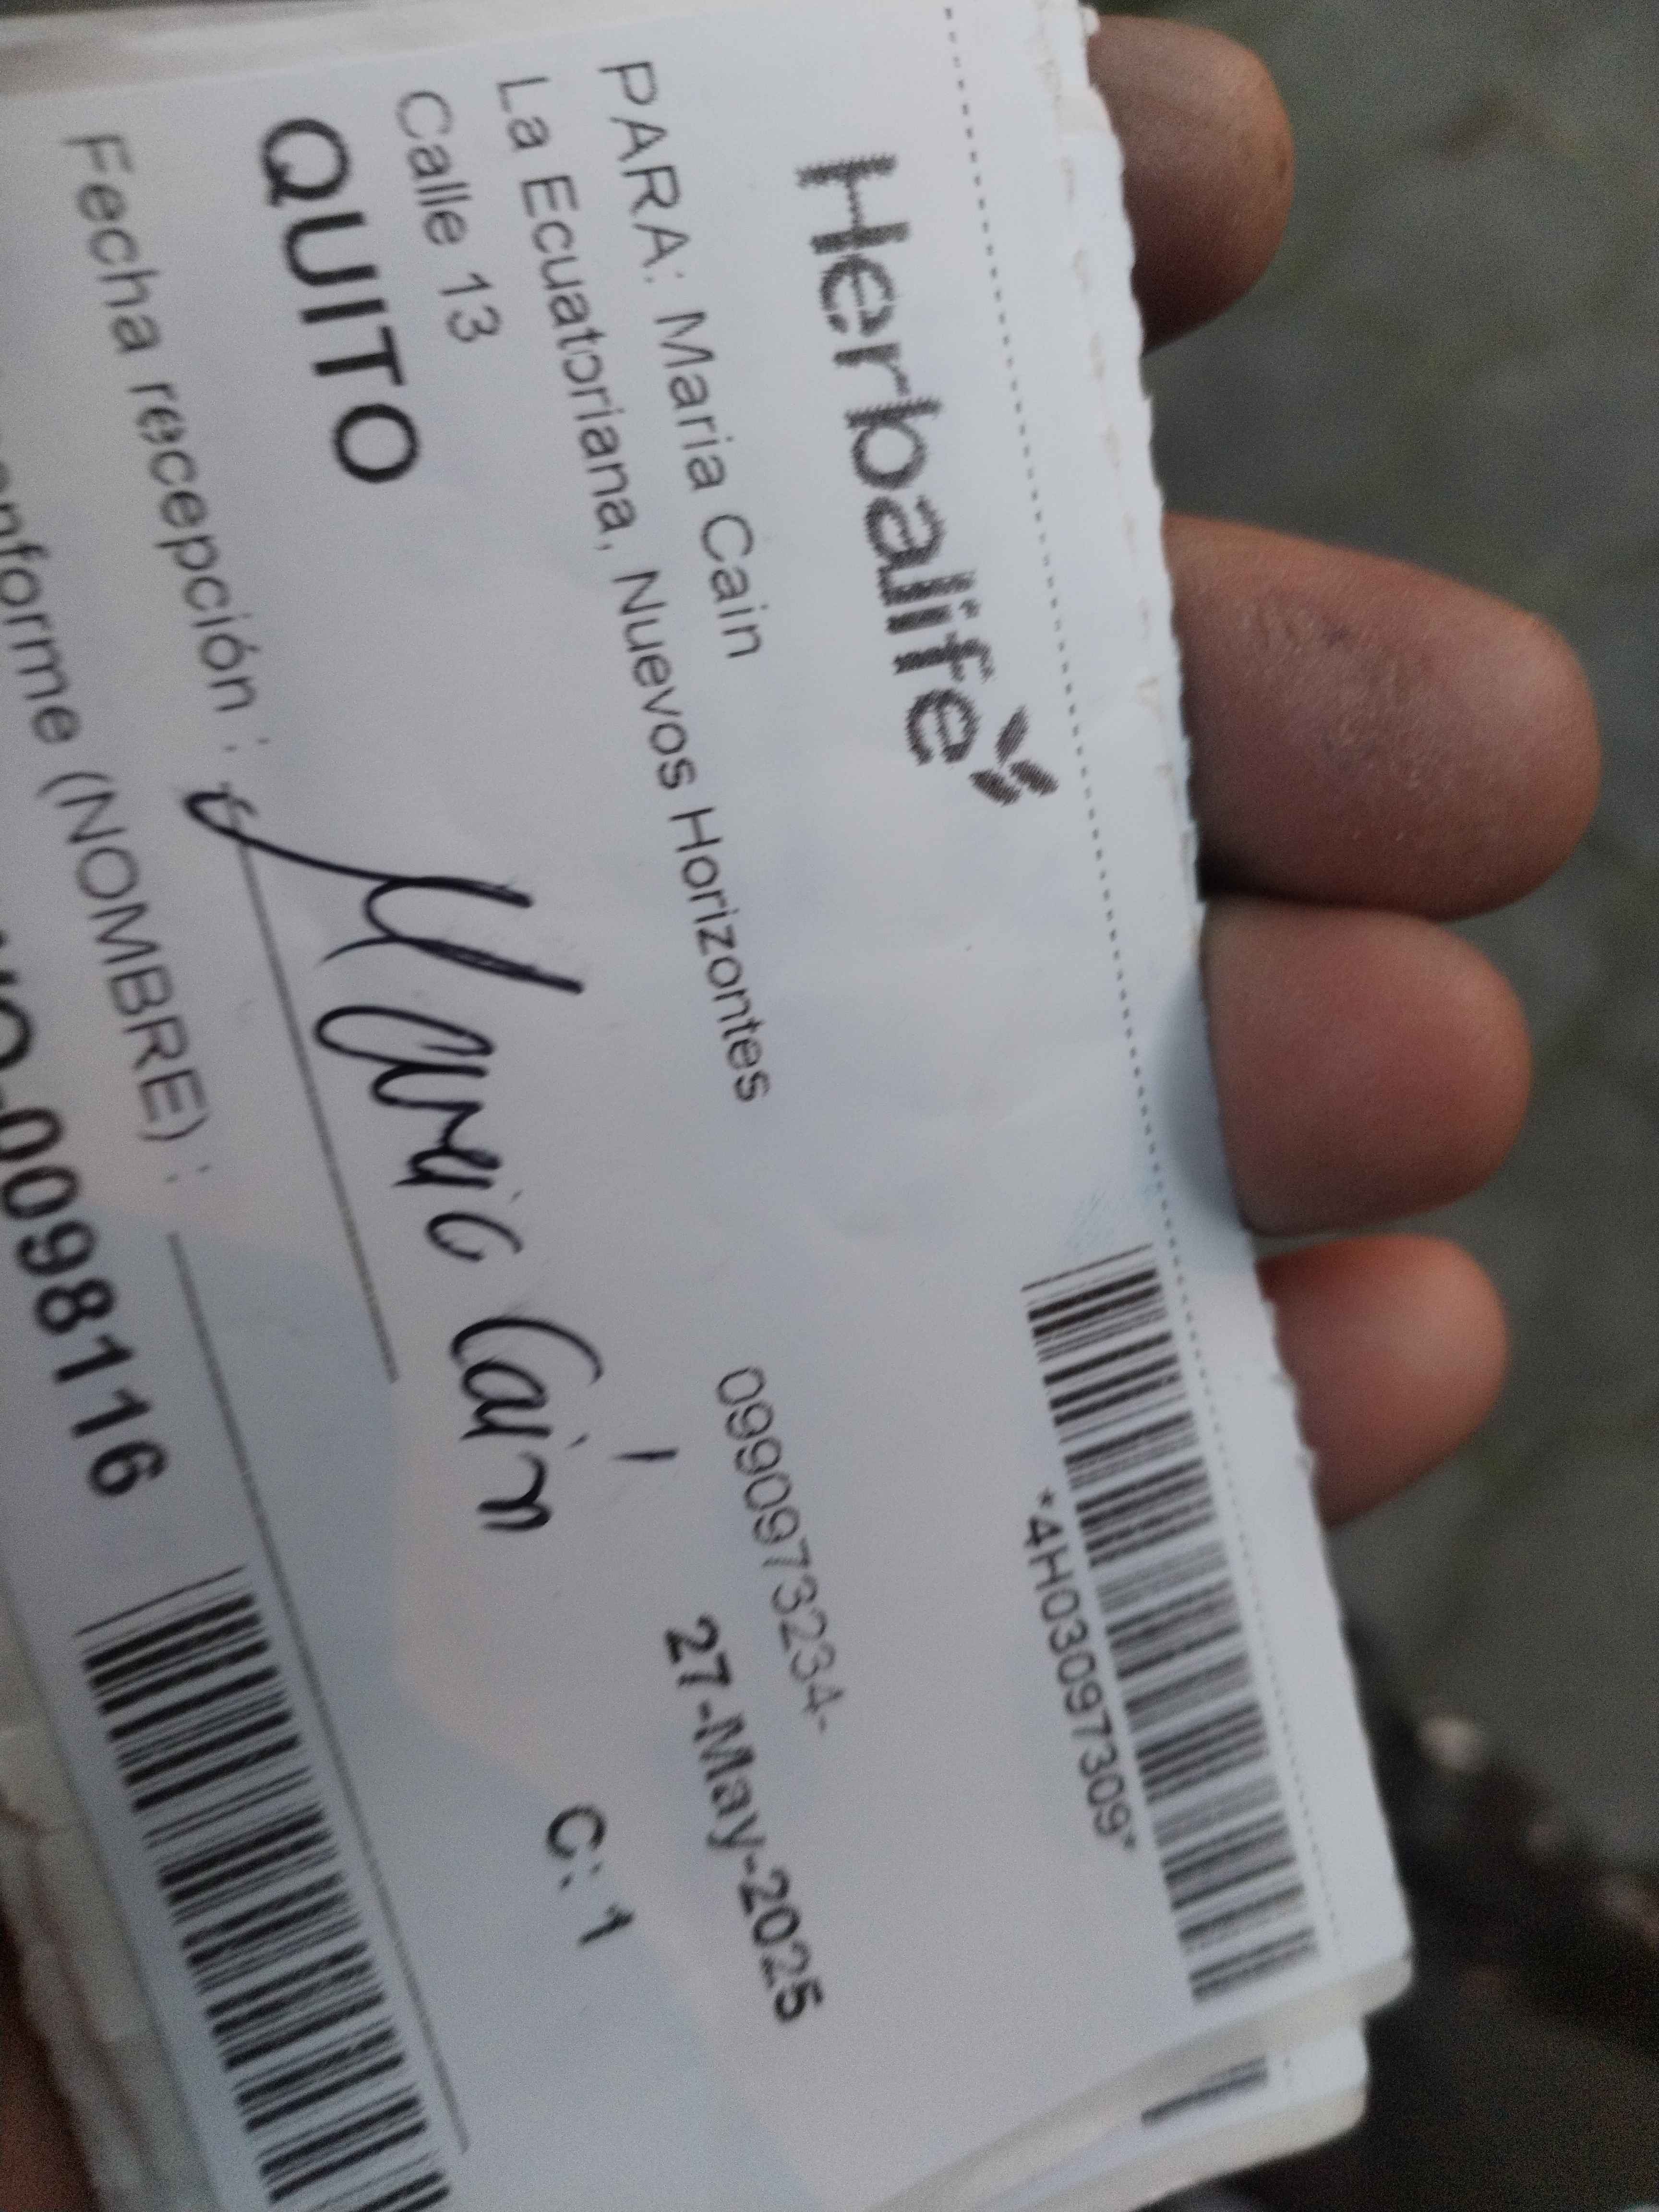 Herbalife
*4H03097309*
PARA: Maria Cain
0990973234-
La Ecuatoriana, Nuevos Horizontes
27-May-2025
Calle 13
QUITO
C: 1
Maria Cain
Fecha recepción :
(NOMBRE) :
0098116